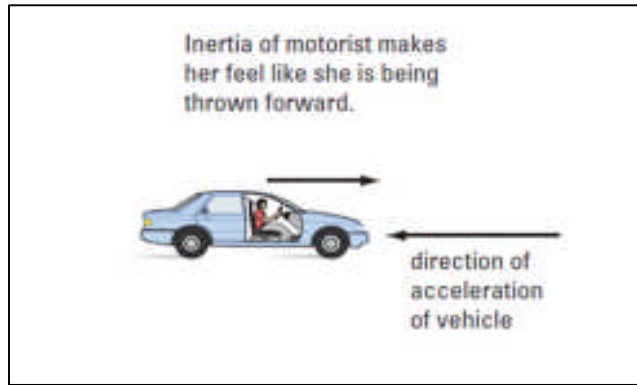 Inertia of motorist makes
her feel like she is being
thrown forward.
direction of
acceleration
of vehicle